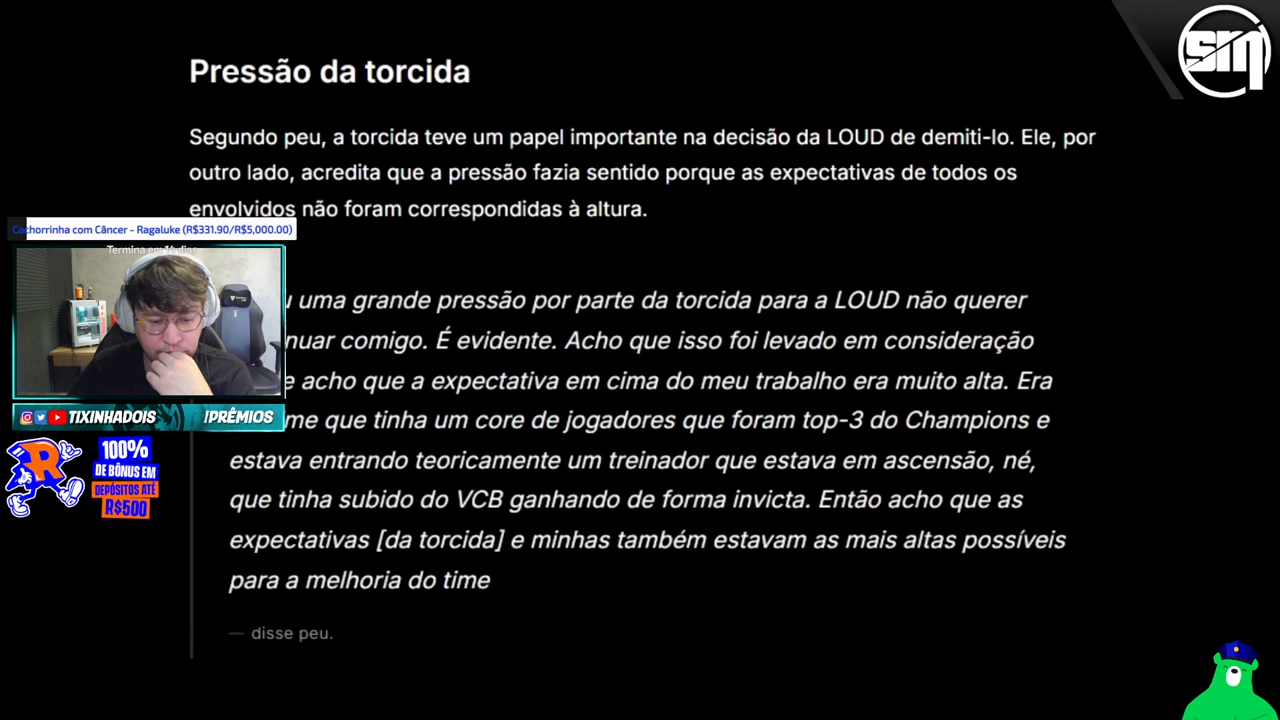 Pressão da torcida
Segundo peu, a torcida teve um papel importante na decisão da LOUD de demiti-lo. Ele, por
outro lado, acredita que a pressão fazia sentido porque as expectativas de todos os
envolvidos não foram correspondidas à altura.
Cachorrinha com Câncer - Ragaluke (R$331.90/R$5,000.00)
Termina em 14 dias
uma grande pressão por parte da torcida para a LOUD não querer
nuar comigo. É evidente. Acho que isso foi levado em consideração
e acho que a expectativa em cima do meu trabalho era muito alta. Era
me que tinha um core de jogadores que foram top-3 do Champions e
estava entrando teoricamente um treinador que estava em ascensão, né,
que tinha subido do VCB ganhando de forma invicta. Então acho que as
expectativas [da torcida] e minhas também estavam as mais altas possíveis
para a melhoria do time
— disse peu.
TIXINHADOIS !PRÊMIOS
R
100%
DE BÔNUS EM
DEPÓSITOS ATÉ
R$500
sm